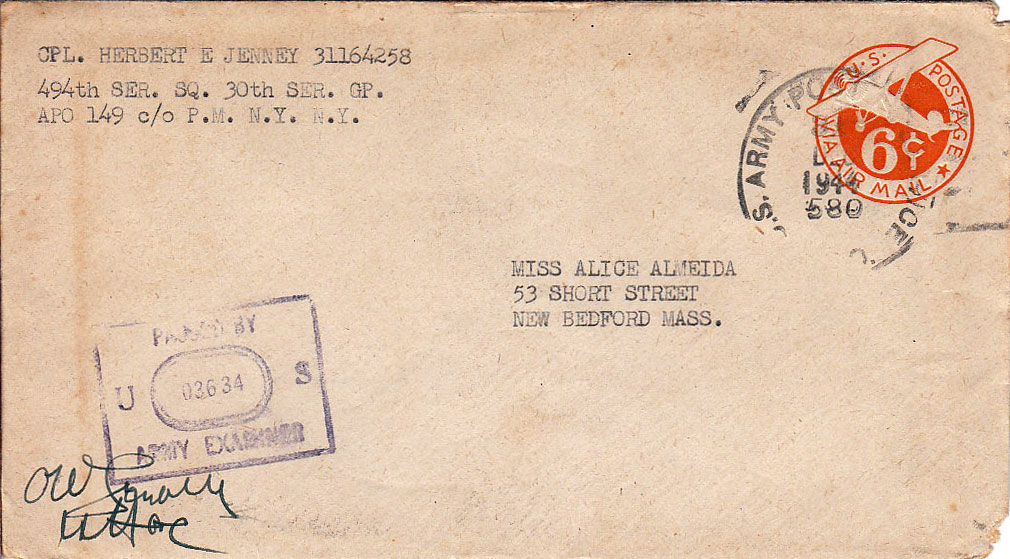 CPL. HERBERT E JENNEY 31164258
494th SER. SQ. 30th SER. GP.
APO 149 c/o P.M. N.Y. N.Y.
U.S. POSTAGE
6¢
VIA AIR MAIL
U.S. ARMY POSTAL
1944
580
MISS ALICE ALMEIDA
53 SHORT STREET
NEW BEDFORD MASS.
PASSED BY
U 03634 S
ARMY EXAMINER